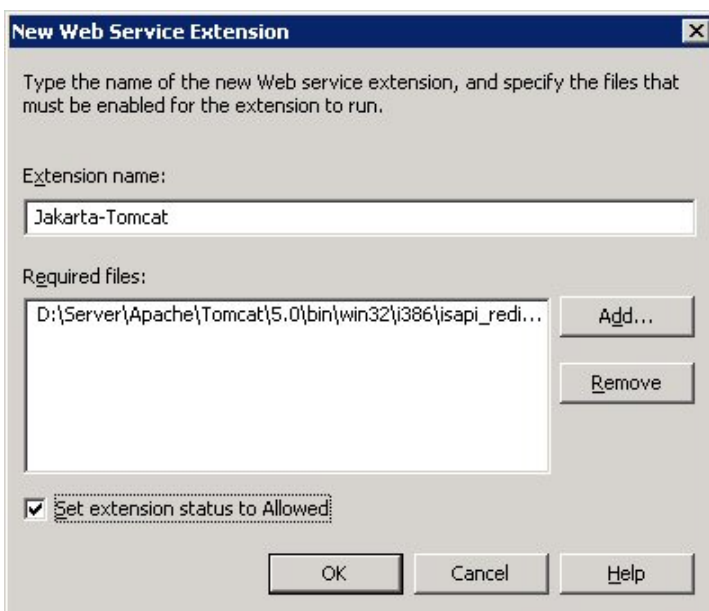 New Web Service Extension
Type the name of the new Web service extension, and specify the files that
must be enabled for the extension to run.
Extension name:
Jakarta-Tomcat
Required files:
D:\Server\Apache\Tomcat\5.0\bin\win32\i386\isapi_redi...
Add...
Remove
Set extension status to Allowed
OK
Cancel
Help